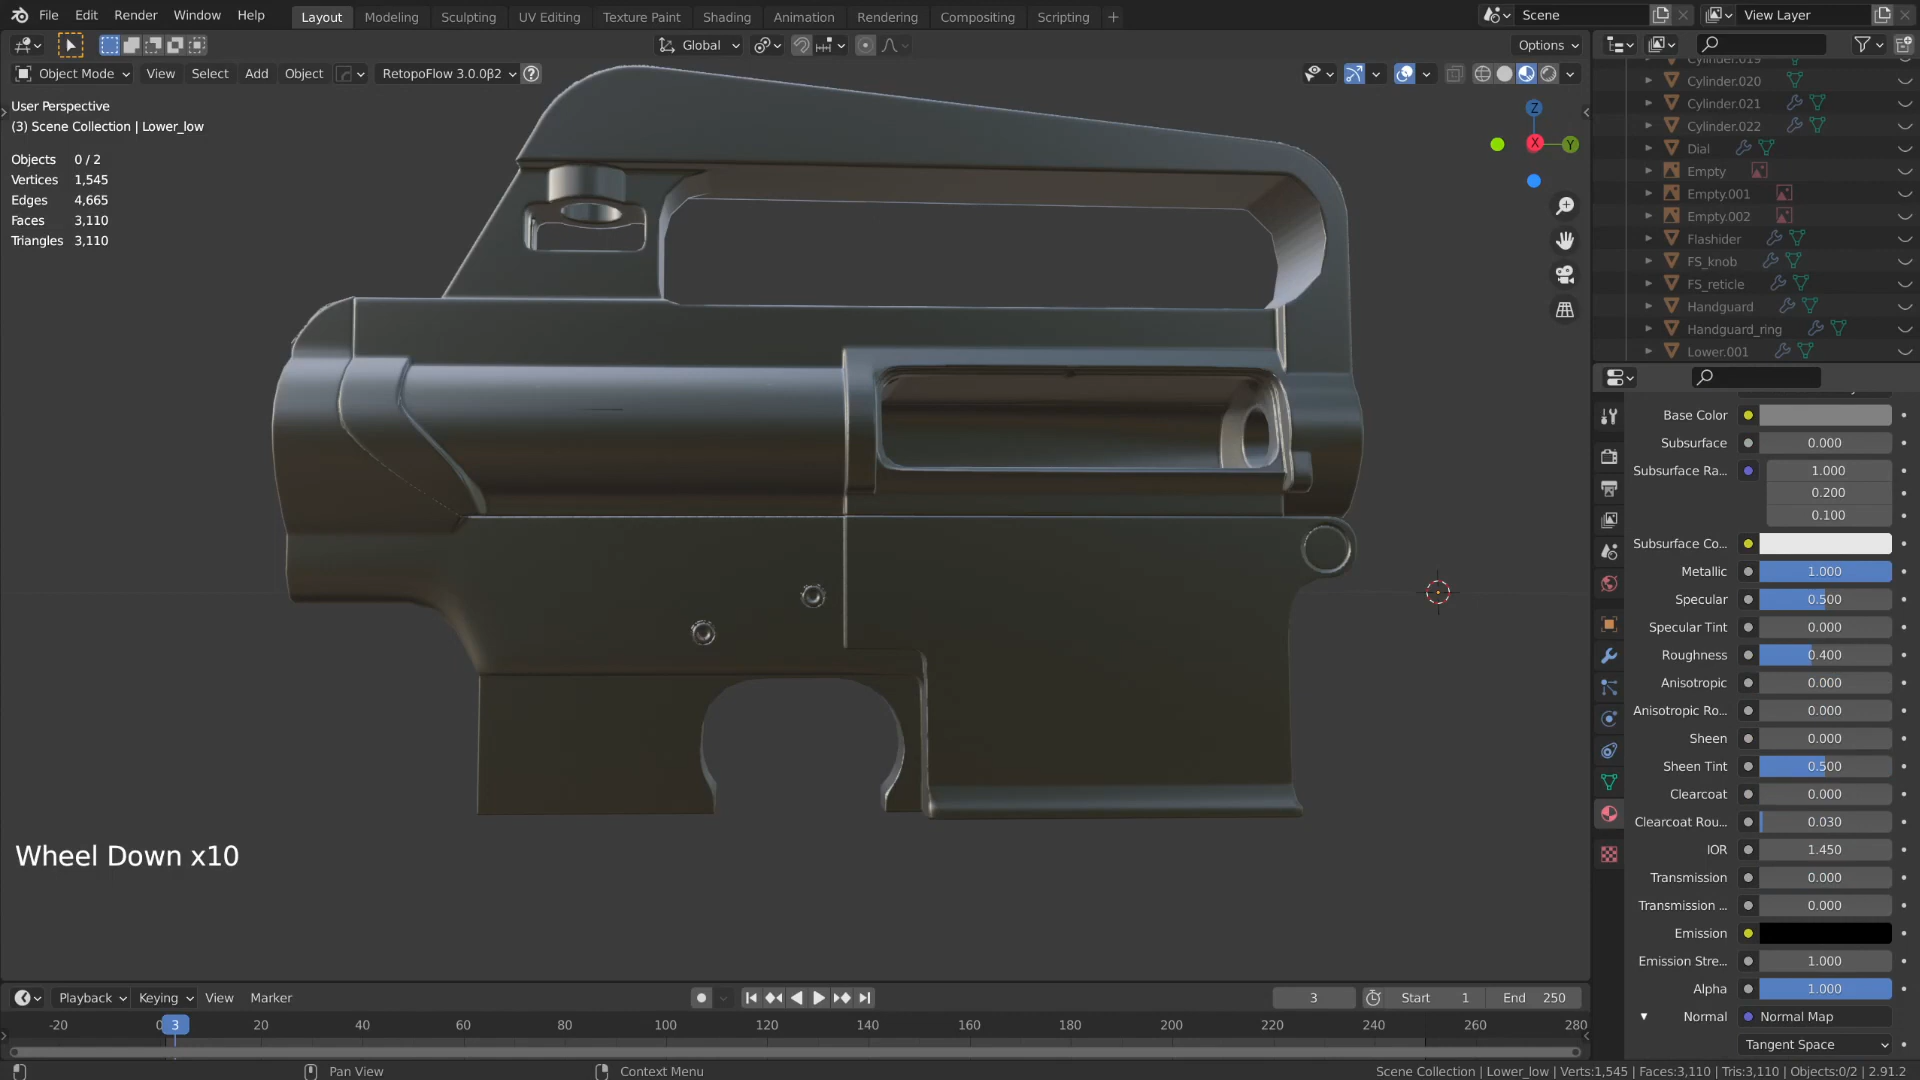 File Edit Render Window Help Layout Modeling Sculpting UV Editing Texture Paint Shading Animation Rendering Compositing Scripting + Scene View Layer
Global Options
Object Mode View Select Add Object RetopoFlow 3.0.0β2 ?
User Perspective
(3) Scene Collection | Lower_low
Objects 0 / 2
Vertices 1,545
Edges 4,665
Faces 3,110
Triangles 3,110
Z
X
Y
Cylinder.019
Cylinder.020
Cylinder.021
Cylinder.022
Dial
Empty
Empty.001
Empty.002
Flashider
FS_knob
FS_reticle
Handguard
Handguard_ring
Lower.001
Base Color
Subsurface 0.000
Subsurface Ra... 1.000
0.200
0.100
Subsurface Co...
Metallic 1.000
Specular 0.500
Specular Tint 0.000
Roughness 0.400
Anisotropic 0.000
Anisotropic Ro... 0.000
Sheen 0.000
Sheen Tint 0.500
Clearcoat 0.000
Clearcoat Rou... 0.030
IOR 1.450
Transmission 0.000
Transmission ... 0.000
Emission
Emission Stre... 1.000
Alpha 1.000
Normal Normal Map
Tangent Space
Wheel Down x10
Playback Keying View Marker 3 Start 1 End 250
-20 0 3 20 40 60 80 100 120 140 160 180 200 220 240 260 280
Pan View Context Menu Scene Collection | Lower_low | Verts:1,545 | Faces:3,110 | Tris:3,110 | Objects:0/2 | 2.91.2